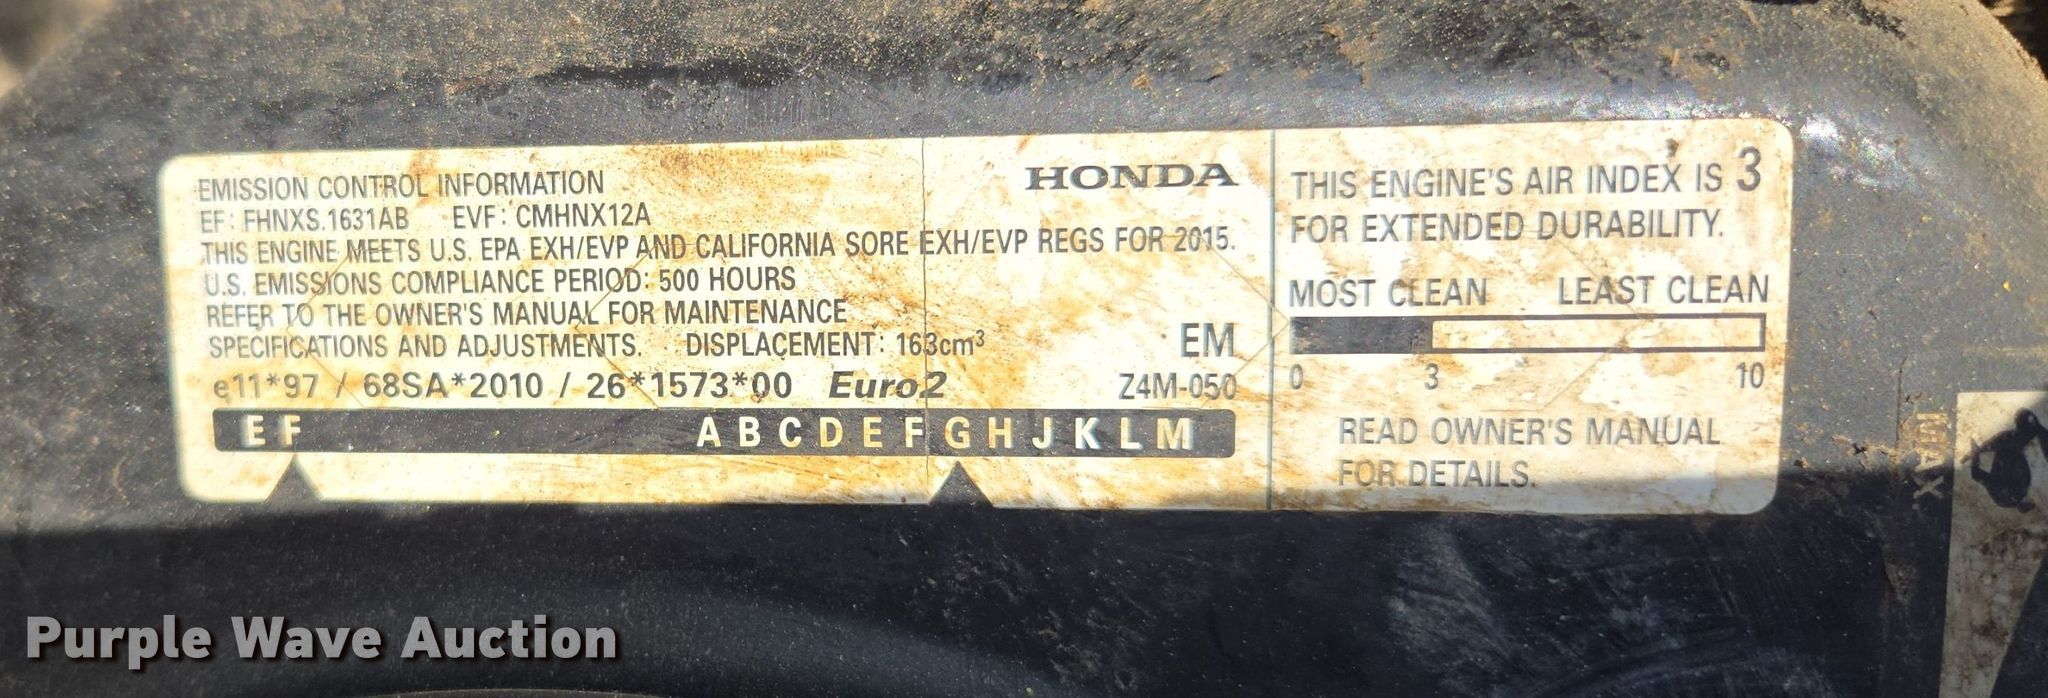 EMISSION CONTROL INFORMATION
HONDA
EF: FHNXS.1631AB EVF: CMHNX12A
THIS ENGINE MEETS U.S. EPA EXH/EVP AND CALIFORNIA SORE EXH/EVP REGS FOR 2015.
U.S. EMISSIONS COMPLIANCE PERIOD: 500 HOURS
REFER TO THE OWNER'S MANUAL FOR MAINTENANCE
SPECIFICATIONS AND ADJUSTMENTS. DISPLACEMENT: 163cm³
EM
e11*97 / 68SA*2010 / 26*1573*00 Euro2
Z4M-050
E F A B C D E F G H J K L M
THIS ENGINE'S AIR INDEX IS 3
FOR EXTENDED DURABILITY.
MOST CLEAN LEAST CLEAN
0 3 10
READ OWNER'S MANUAL
FOR DETAILS.
Purple Wave Auction